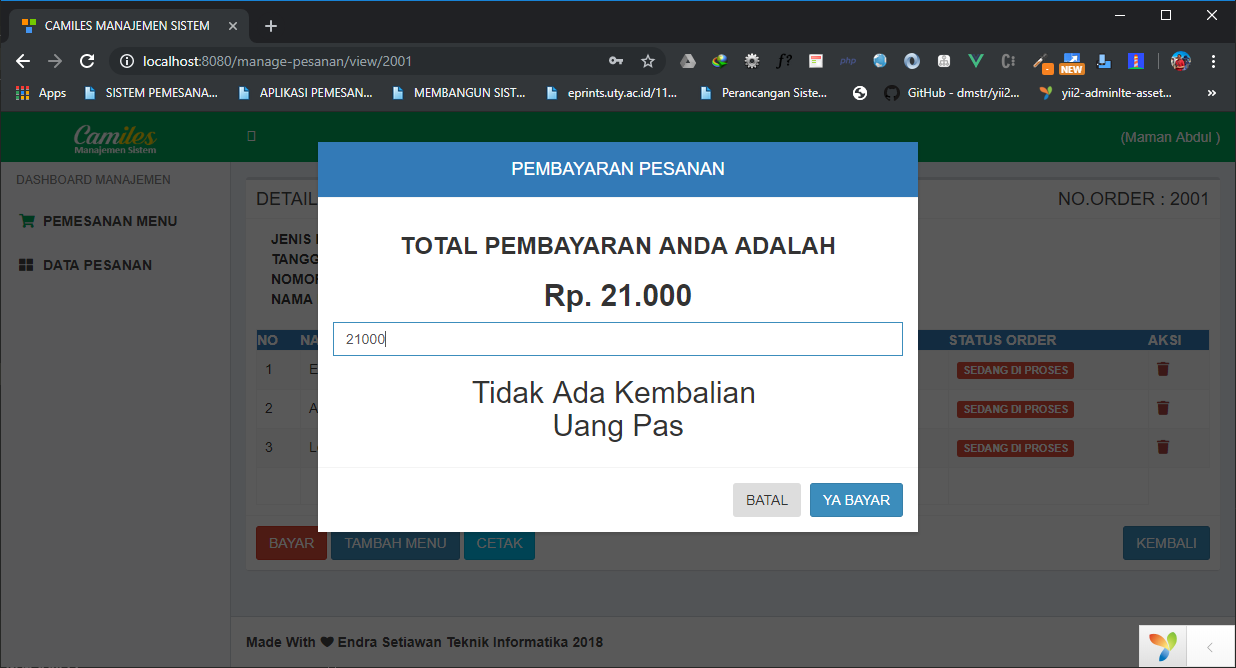 CAMILES MANAJEMEN SISTEM
localhost:8080/manage-pesanan/view/2001
f?
php
C
NEW
Apps
SISTEM PEMESANA...
APLIKASI PEMESAN...
MEMBANGUN SIST...
eprints.uty.ac.id/11...
Perancangan Siste...
GitHub - dmstr/yii2...
yii2-adminlte-asset...
»
Camiles
Manajemen Sistem
(Maman Abdul )
DASHBOARD MANAJEMEN
PEMESANAN MENU
DATA PESANAN
DETAIL
NO.ORDER : 2001
JENIS
TANGG
NOMOR
NAMA
NO NA STATUS ORDER AKSI
1 E SEDANG DI PROSES
2 A SEDANG DI PROSES
3 L SEDANG DI PROSES
PEMBAYARAN PESANAN
TOTAL PEMBAYARAN ANDA ADALAH
Rp. 21.000
21000
Tidak Ada Kembalian
Uang Pas
BATAL YA BAYAR
BAYAR TAMBAH MENU CETAK KEMBALI
Made With ❤ Endra Setiawan Teknik Informatika 2018